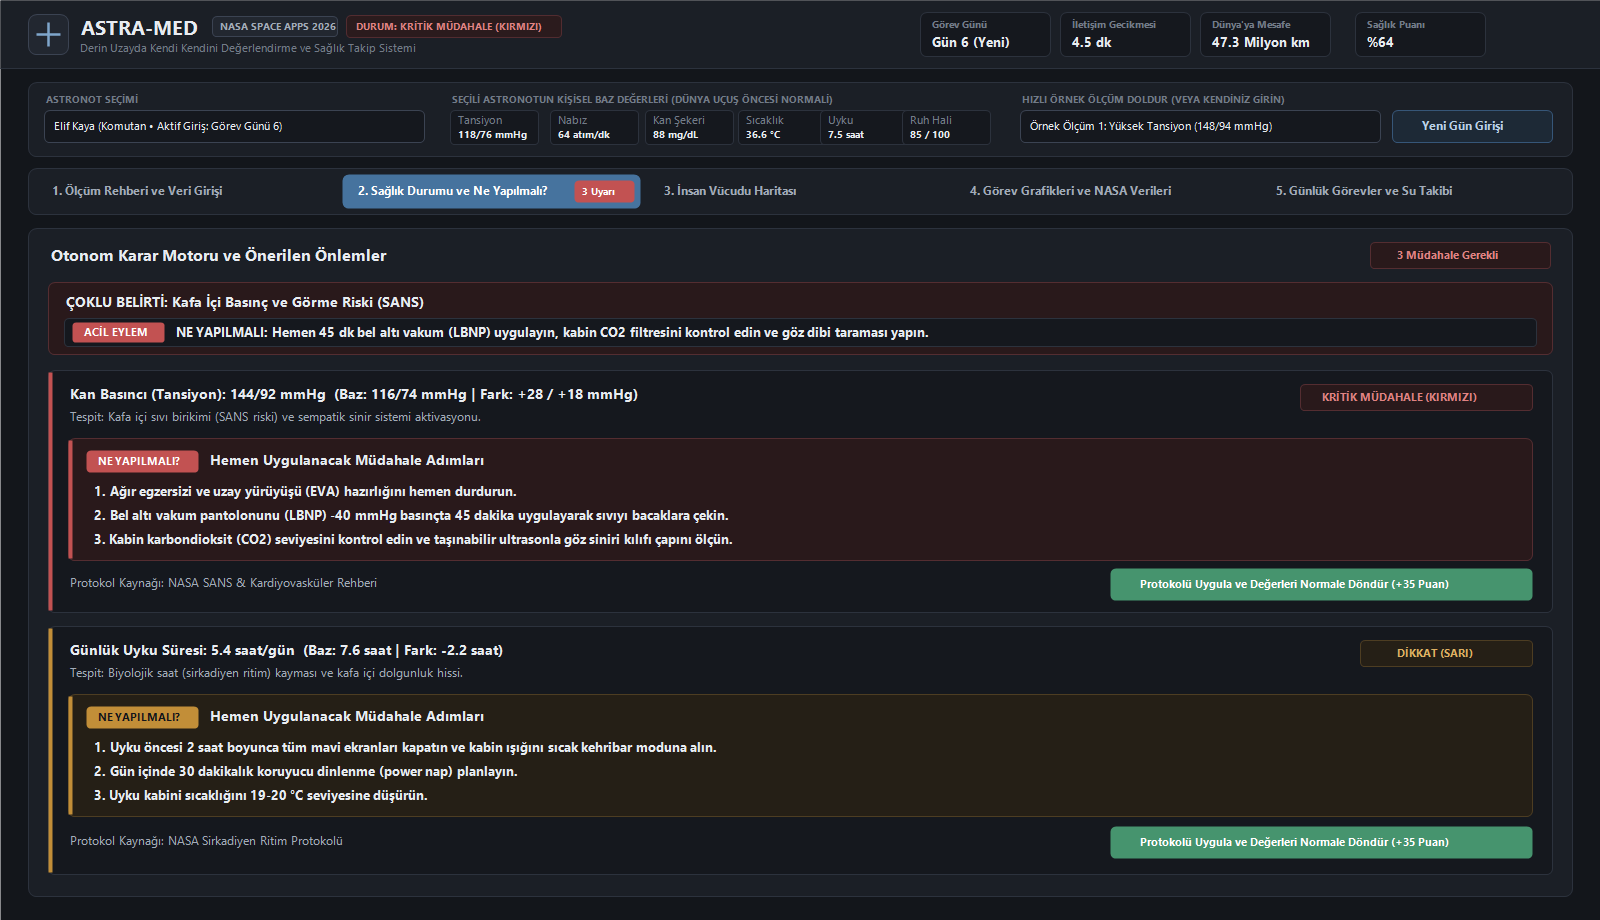 ASTRA-MED
NASA SPACE APPS 2026
DURUM: KRİTİK MÜDAHALE (KIRMIZI)
Derin Uzayda Kendi Kendini Değerlendirme ve Sağlık Takip Sistemi
Görev Günü
Gün 6 (Yeni)
İletişim Gecikmesi
4.5 dk
Dünya'ya Mesafe
47.3 Milyon km
Sağlık Puanı
%64
ASTRONOT SEÇİMİ
Elif Kaya (Komutan • Aktif Giriş: Görev Günü 6)
SEÇİLİ ASTRONOTUN KİŞİSEL BAZ DEĞERLERİ (DÜNYA UÇUŞ ÖNCESİ NORMALİ)
Tansiyon
118/76 mmHg
Nabız
64 atım/dk
Kan Şekeri
88 mg/dL
Sıcaklık
36.6 °C
Uyku
7.5 saat
Ruh Hali
85 / 100
HIZLI ÖRNEK ÖLÇÜM DOLDUR (VEYA KENDİNİZ GİRİN)
Örnek Ölçüm 1: Yüksek Tansiyon (148/94 mmHg)
Yeni Gün Girişi
1. Ölçüm Rehberi ve Veri Girişi
2. Sağlık Durumu ve Ne Yapılmalı?
3 Uyarı
3. İnsan Vücudu Haritası
4. Görev Grafikleri ve NASA Verileri
5. Günlük Görevler ve Su Takibi
Otonom Karar Motoru ve Önerilen Önlemler
3 Müdahale Gerekli
ÇOKLU BELİRTİ: Kafa İçi Basınç ve Görme Riski (SANS)
ACİL EYLEM
NE YAPILMALI: Hemen 45 dk bel altı vakum (LBNP) uygulayın, kabin CO2 filtresini kontrol edin ve göz dibi taraması yapın.
Kan Basıncı (Tansiyon): 144/92 mmHg (Baz: 116/74 mmHg | Fark: +28 / +18 mmHg)
KRİTİK MÜDAHALE (KIRMIZI)
Tespit: Kafa içi sıvı birikimi (SANS riski) ve sempatik sinir sistemi aktivasyonu.
NE YAPILMALI?
Hemen Uygulanacak Müdahale Adımları
1. Ağır egzersizi ve uzay yürüyüşü (EVA) hazırlığını hemen durdurun.
2. Bel altı vakum pantolonunu (LBNP) -40 mmHg basınçta 45 dakika uygulayarak sıvıyı bacaklara çekin.
3. Kabin karbondioksit (CO2) seviyesini kontrol edin ve taşınabilir ultrasonla göz siniri kılıfı çapını ölçün.
Protokol Kaynağı: NASA SANS & Kardiyovasküler Rehberi
Protokolü Uygula ve Değerleri Normale Döndür (+35 Puan)
Günlük Uyku Süresi: 5.4 saat/gün (Baz: 7.6 saat | Fark: -2.2 saat)
DİKKAT (SARI)
Tespit: Biyolojik saat (sirkadiyen ritim) kayması ve kafa içi dolgunluk hissi.
NE YAPILMALI?
Hemen Uygulanacak Müdahale Adımları
1. Uyku öncesi 2 saat boyunca tüm mavi ekranları kapatın ve kabin ışığını sıcak kehribar moduna alın.
2. Gün içinde 30 dakikalık koruyucu dinlenme (power nap) planlayın.
3. Uyku kabini sıcaklığını 19-20 °C seviyesine düşürün.
Protokol Kaynağı: NASA Sirkadiyen Ritim Protokolü
Protokolü Uygula ve Değerleri Normale Döndür (+35 Puan)